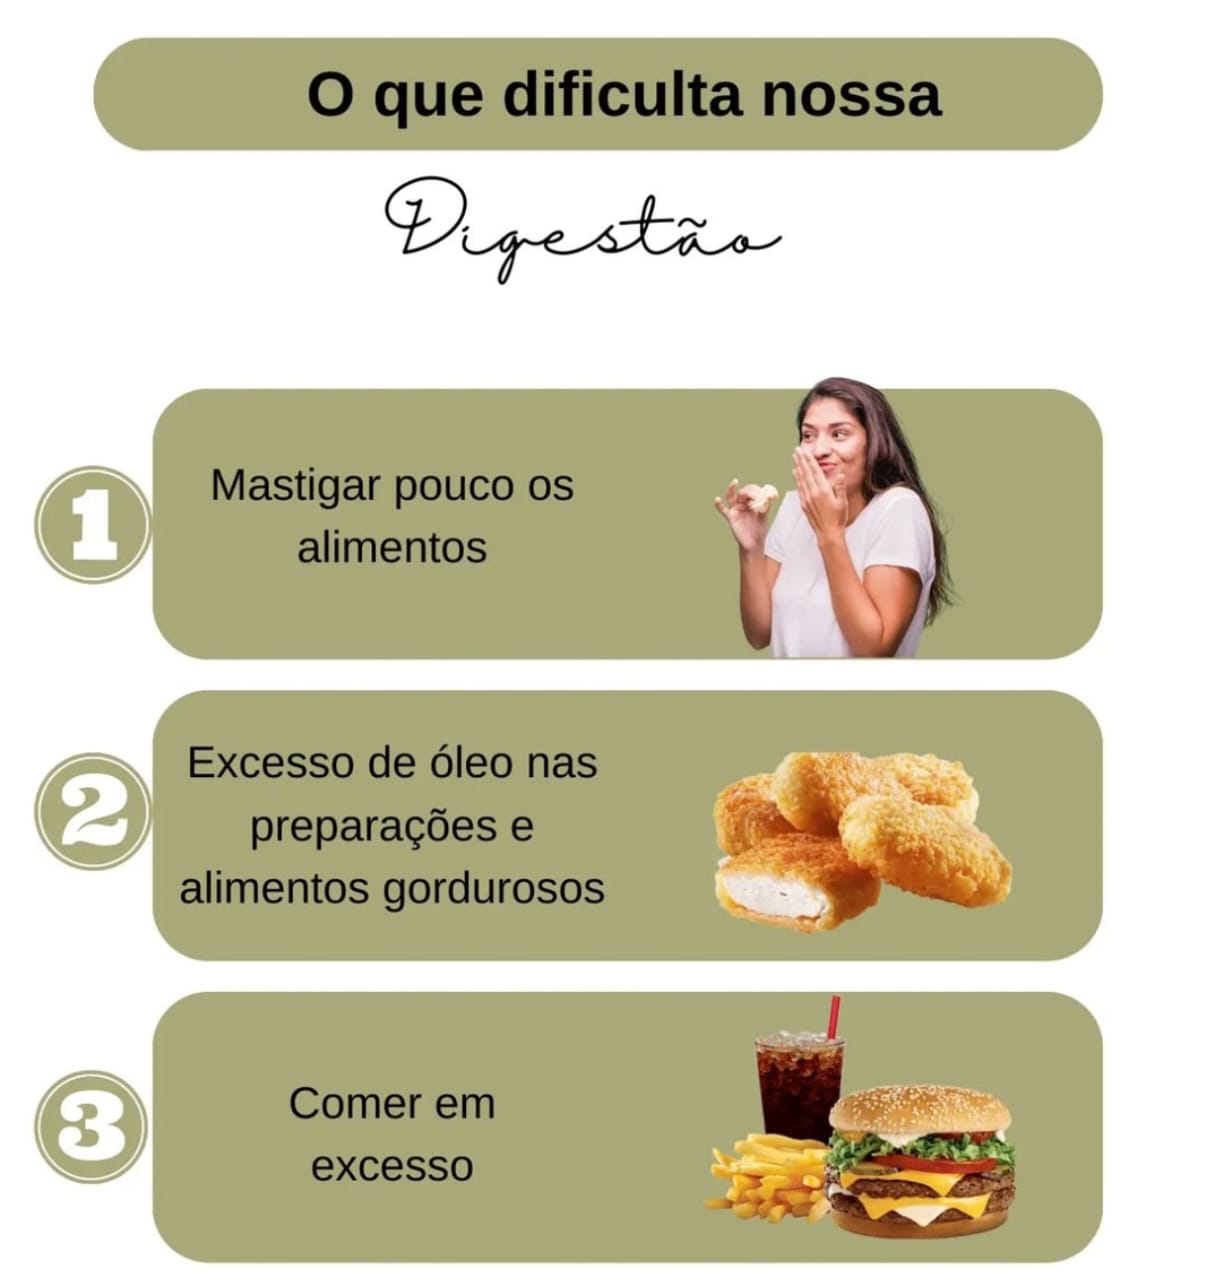 O que dificulta nossa
Digestão
1
Mastigar pouco os
alimentos
2
Excesso de óleo nas
preparações e
alimentos gordurosos
3
Comer em
excesso